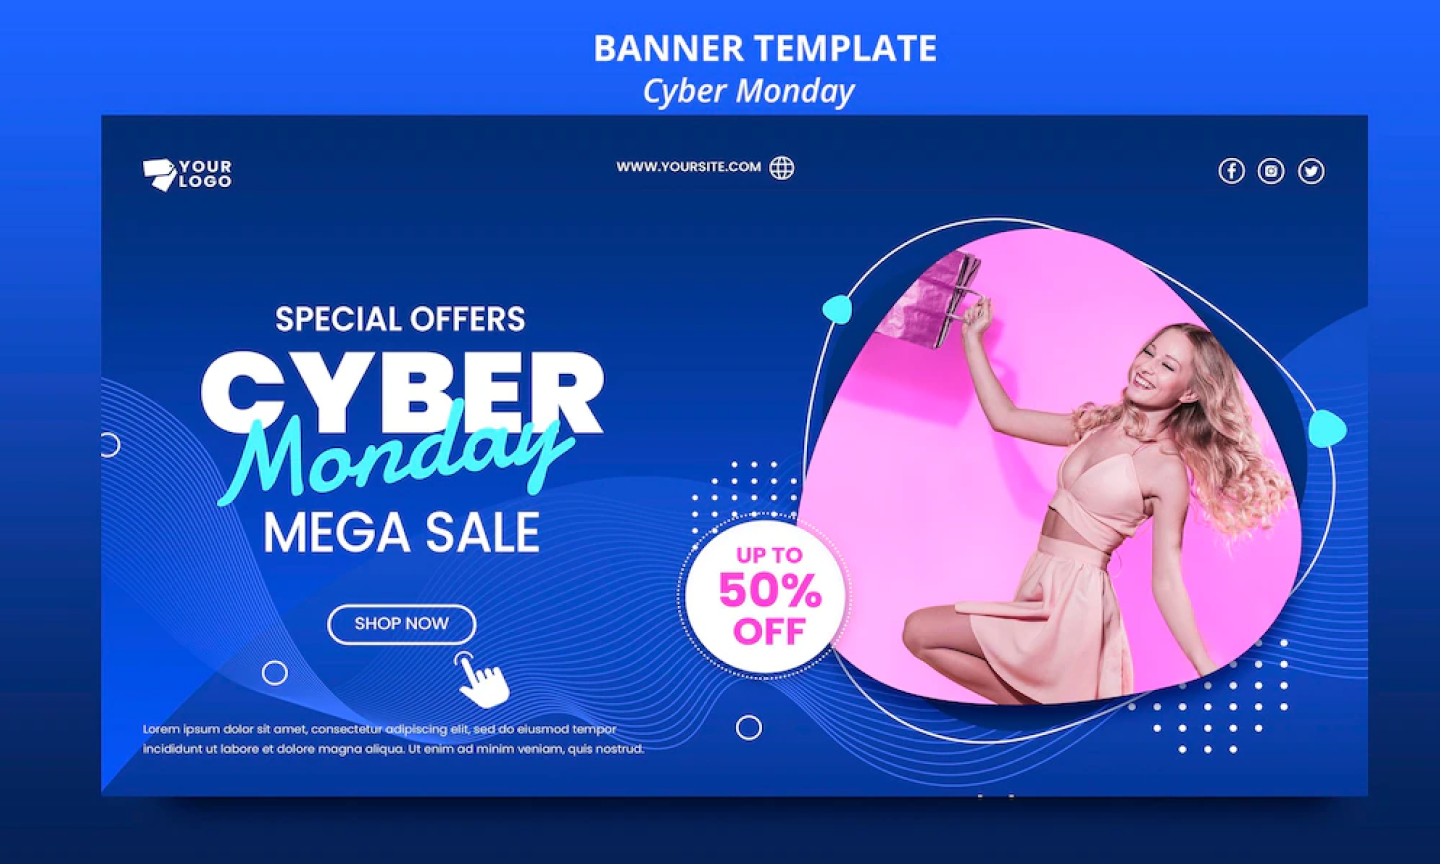 BANNER TEMPLATE
Cyber Monday
YOUR
LOGO
WWW.YOURSITE.COM
SPECIAL OFFERS
CYBER
Monday
MEGA SALE
UP TO
50%
OFF
SHOP NOW
Lorem ipsum dolor sit amet, consectetur adipiscing elit, sed do eiusmod tempor
incididunt ut labore et dolore magna aliqua. Ut enim ad minim veniam, quis nostrud.